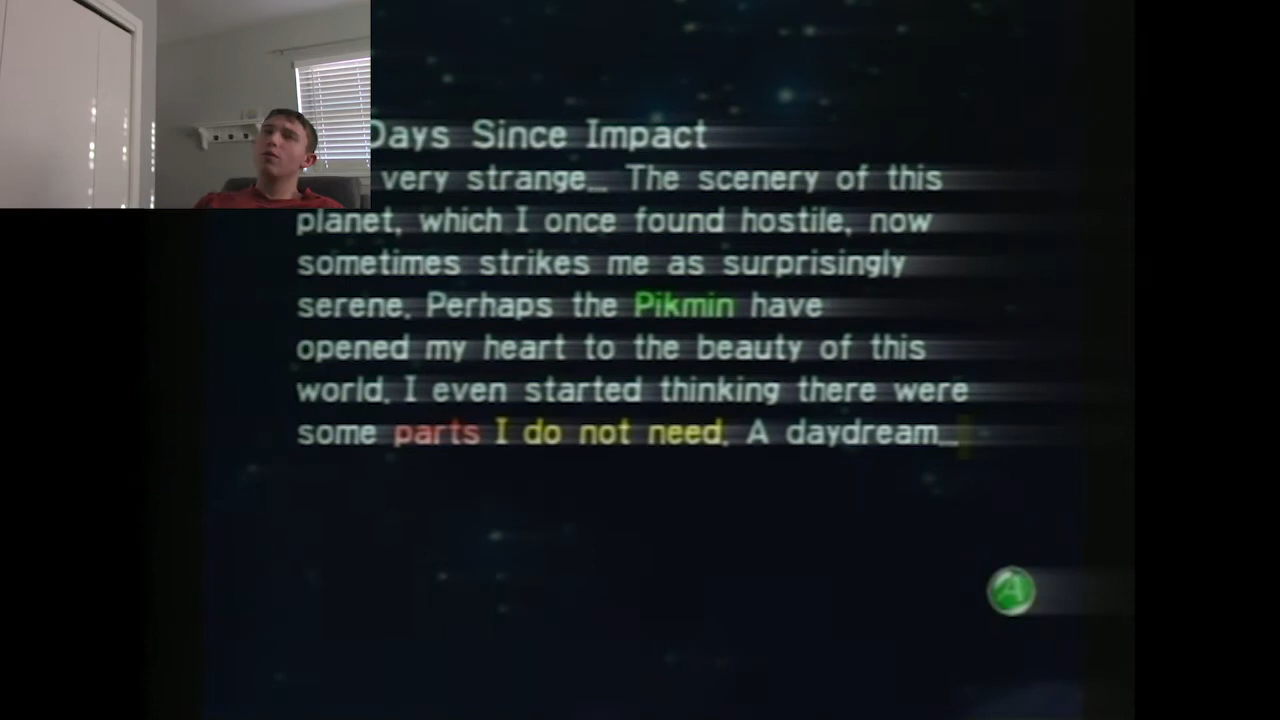 Days Since Impact
very strange... The scenery of this
planet, which I once found hostile, now
sometimes strikes me as surprisingly
serene. Perhaps the Pikmin have
opened my heart to the beauty of this
world. I even started thinking there were
some parts I do not need. A daydream...
A